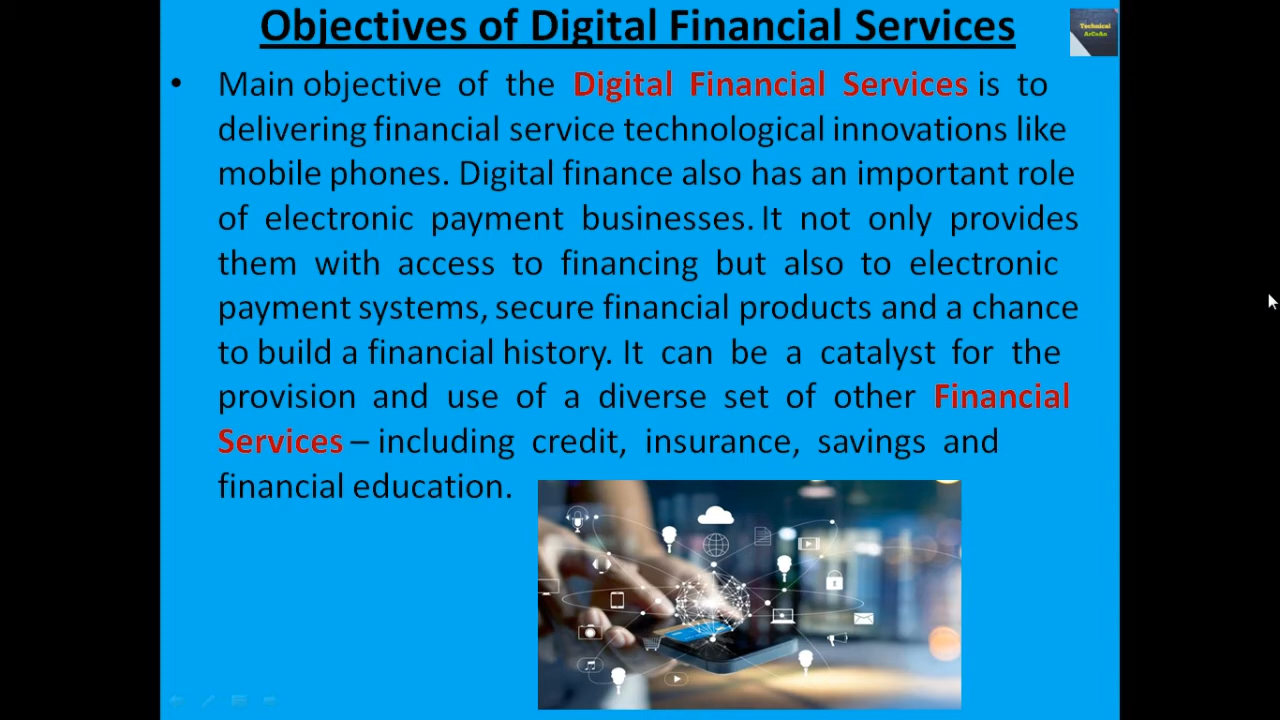 Objectives of Digital Financial Services
Technical
AcCoAu
• Main objective of the Digital Financial Services is to
delivering financial service technological innovations like
mobile phones. Digital finance also has an important role
of electronic payment businesses. It not only provides
them with access to financing but also to electronic
payment systems, secure financial products and a chance
to build a financial history. It can be a catalyst for the
provision and use of a diverse set of other Financial
Services – including credit, insurance, savings and
financial education.